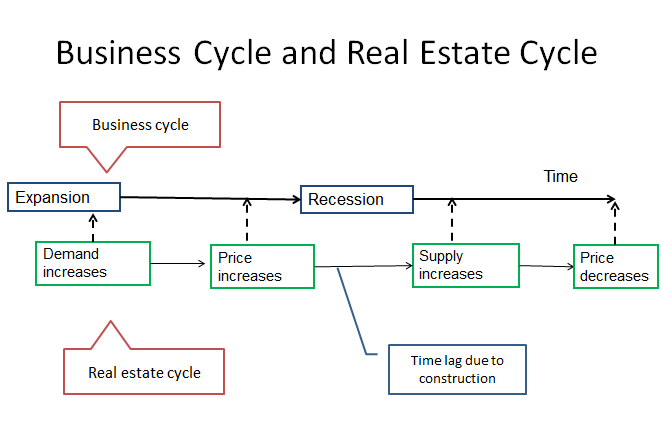 Business Cycle and Real Estate Cycle
Business cycle
Time
Expansion
Recession
Demand
increases
Price
increases
Supply
increases
Price
decreases
Real estate cycle
Time lag due to
construction